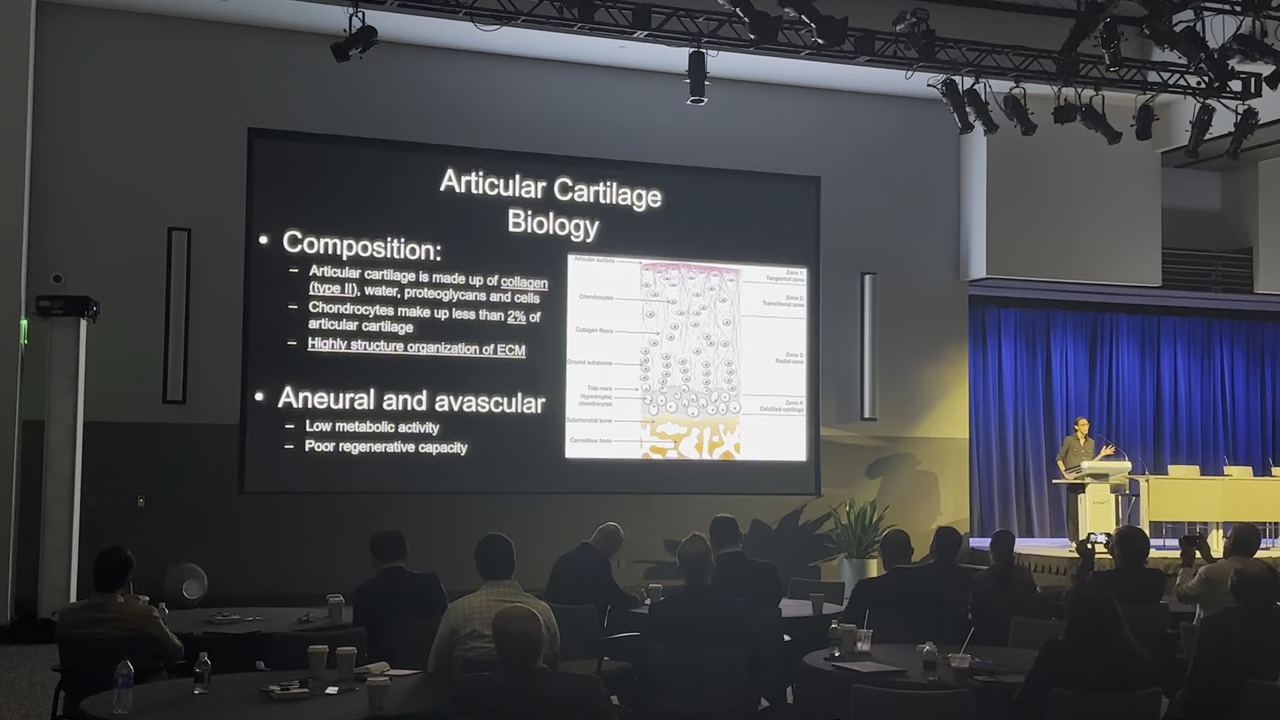 Articular Cartilage
Biology
• Composition:
– Articular cartilage is made up of collagen
(type II), water, proteoglycans and cells
– Chondrocytes make up less than 2% of
articular cartilage
– Highly structure organization of ECM
• Aneural and avascular
– Low metabolic activity
– Poor regenerative capacity
Articular surface
Chondrocytes
Collagen fibers
Ground substance
Tide mark
Hypertrophic
chondrocytes
Subchondral bone
Cancellous bone
Zone 1:
Tangential zone
Zone 2:
Transitional zone
Zone 3:
Radial zone
Zone 4:
Calcified cartilage